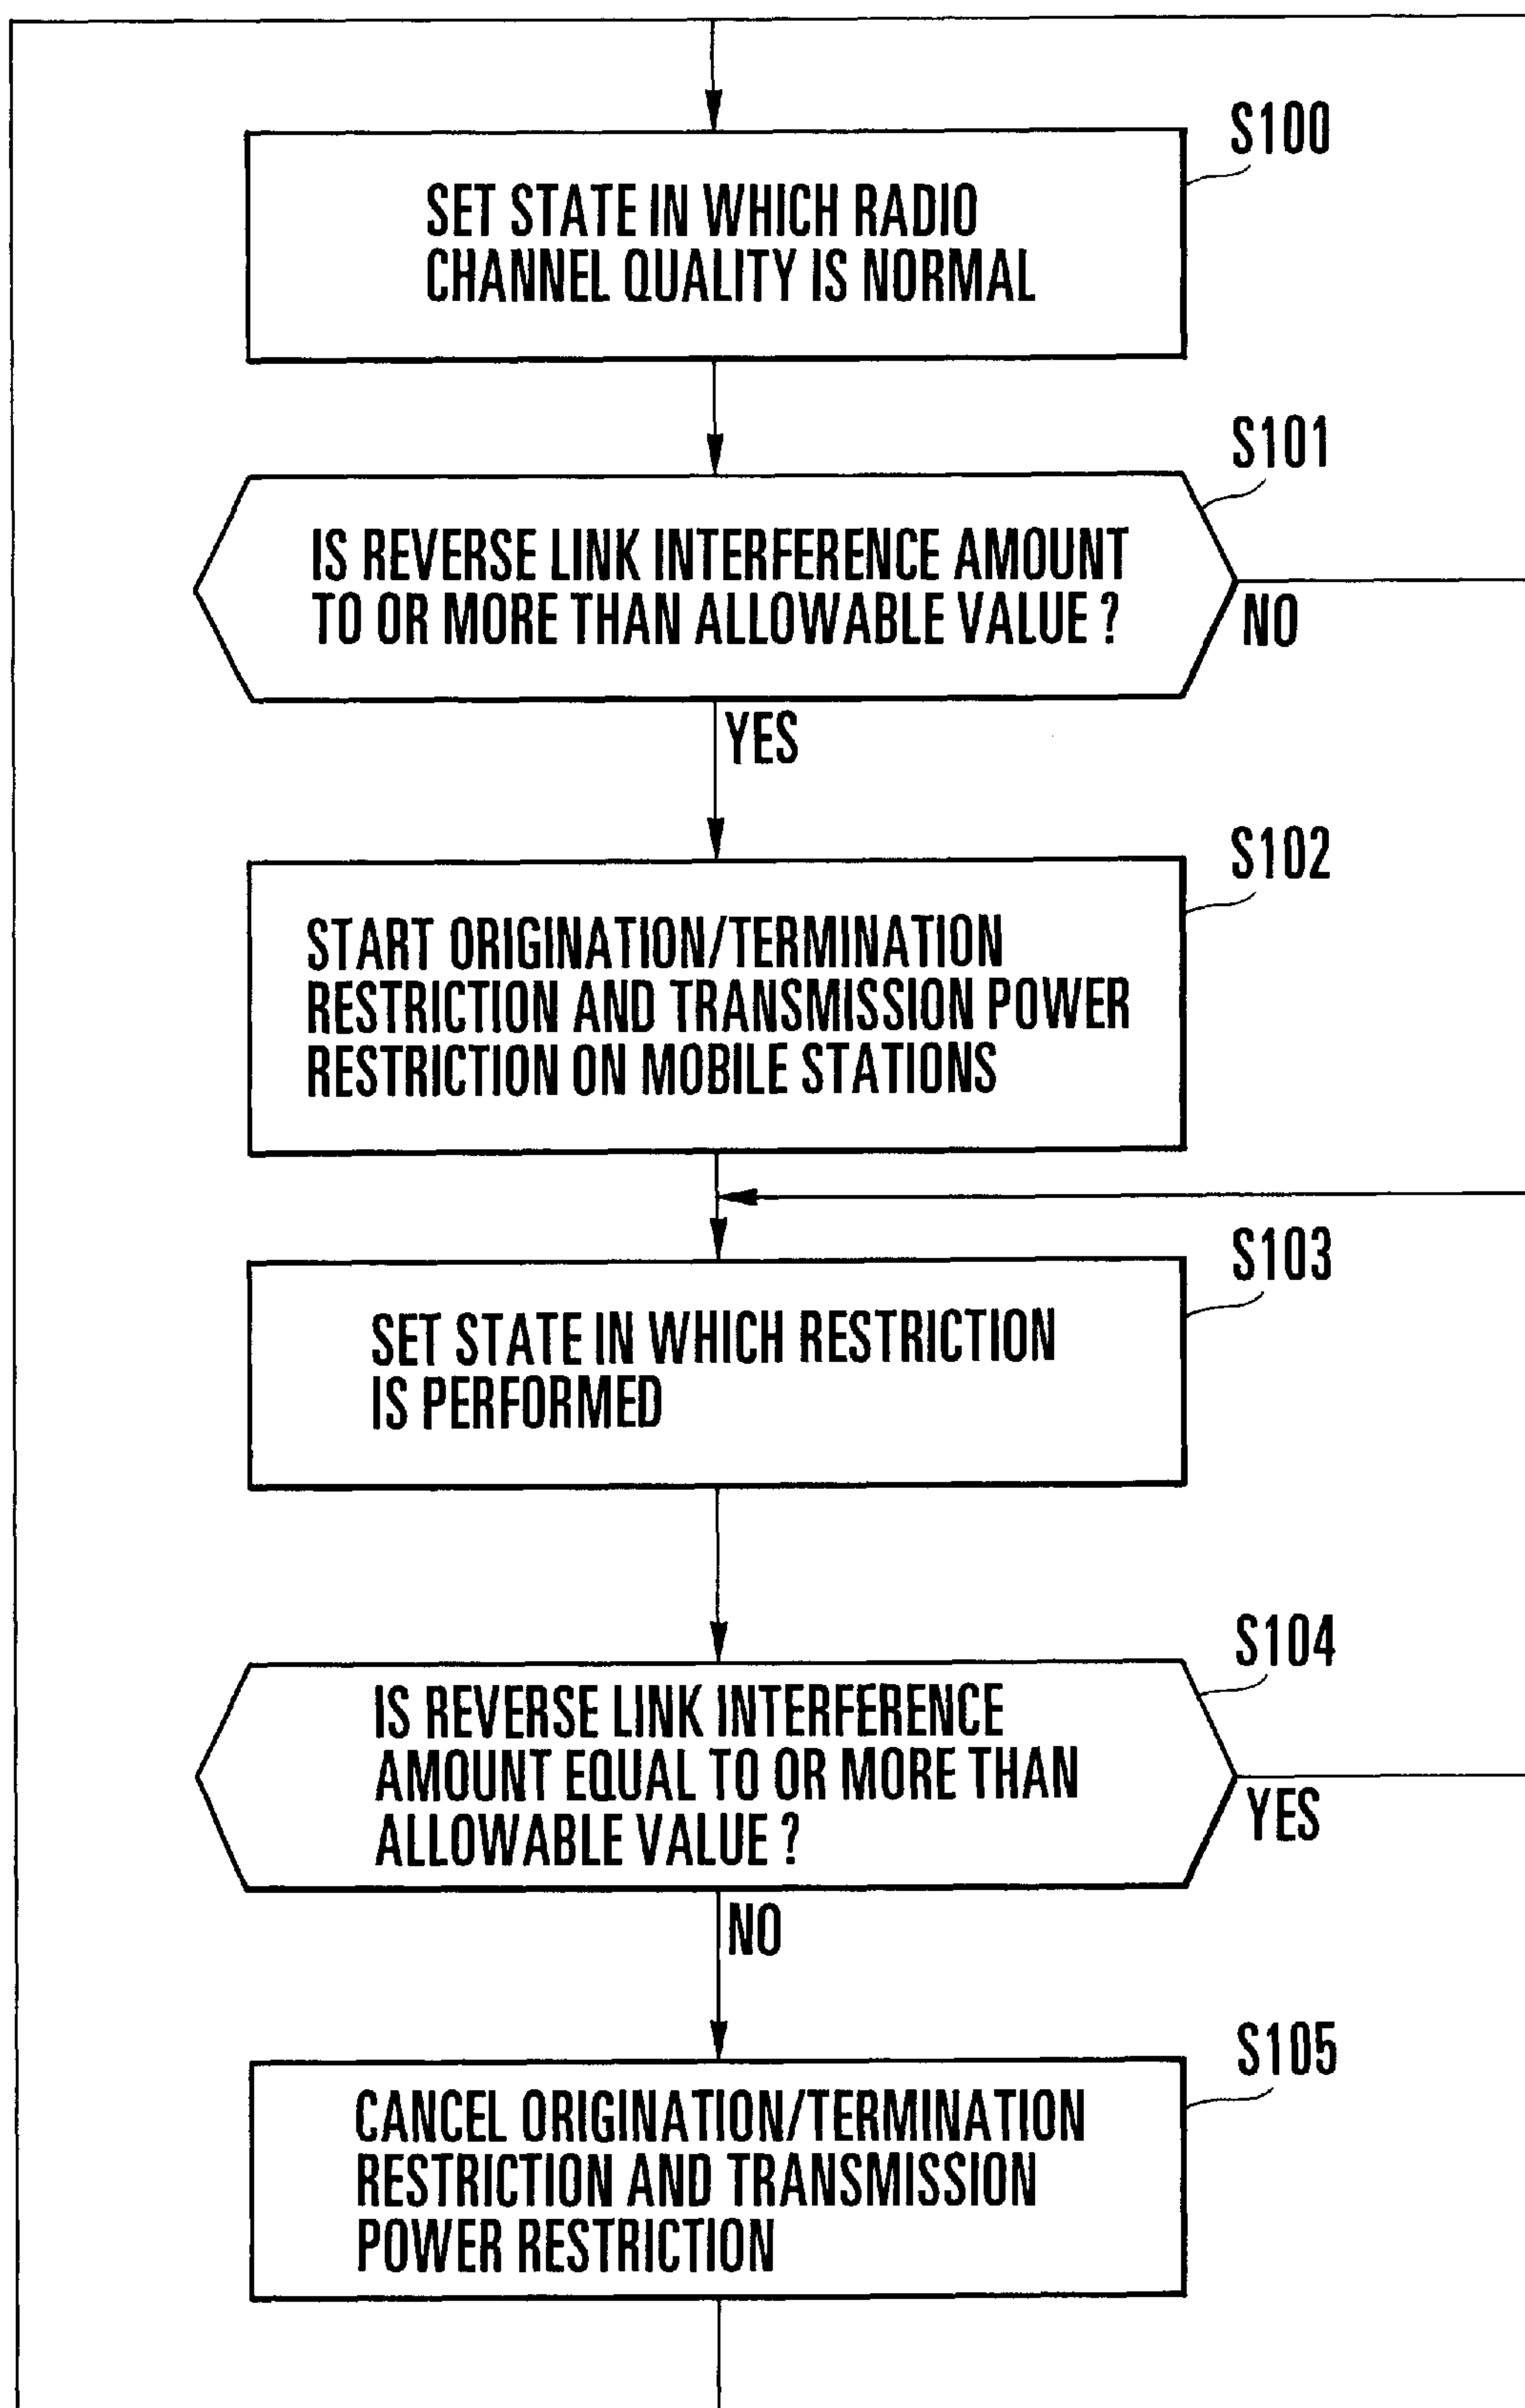 S100
SET STATE IN WHICH RADIO
CHANNEL QUALITY IS NORMAL
S101
IS REVERSE LINK INTERFERENCE AMOUNT
TO OR MORE THAN ALLOWABLE VALUE ?
NO
YES
S102
START ORIGINATION/TERMINATION
RESTRICTION AND TRANSMISSION POWER
RESTRICTION ON MOBILE STATIONS
S103
SET STATE IN WHICH RESTRICTION
IS PERFORMED
S104
IS REVERSE LINK INTERFERENCE
AMOUNT EQUAL TO OR MORE THAN
ALLOWABLE VALUE ?
YES
NO
S105
CANCEL ORIGINATION/TERMINATION
RESTRICTION AND TRANSMISSION
POWER RESTRICTION